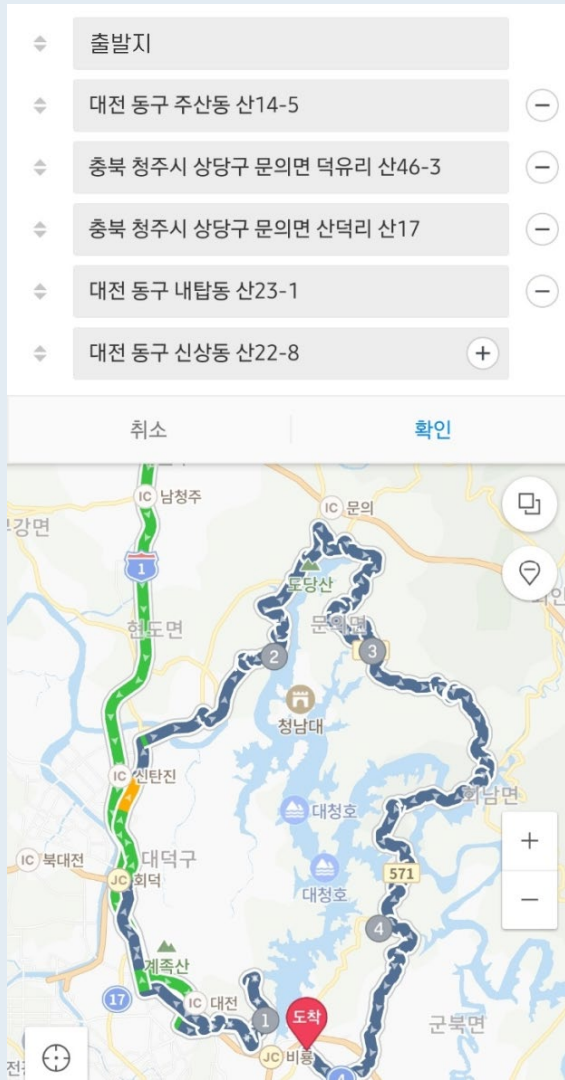 출발지
대전 동구 주산동 산14-5
충북 청주시 상당구 문의면 덕유리 산46-3
충북 청주시 상당구 문의면 산덕리 산17
대전 동구 내탑동 산23-1
대전 동구 신상동 산22-8
취소
확인
IC 남청주
IC 문의
강면
1
도당산
현도면
문의면
2
3
청남대
IC 신탄진
회남면
대청호
IC 북대전
대덕구
JC 회덕
대청호
571
4
계족산
17
IC 대전
1
도착
JC 비룡
군북면
4